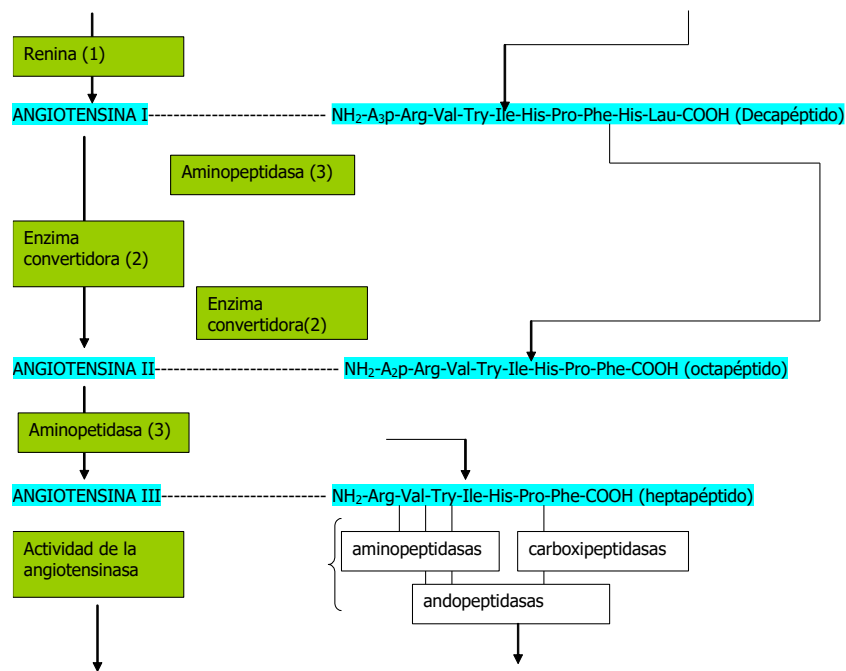 Renina (1)
ANGIOTENSINA I--------------------- NH2-A3p-Arg-Val-Try-Ile-His-Pro-Phe-His-Lau-COOH (Decapéptido)
Aminopeptidasa (3)
Enzima
convertidora (2)
Enzima
convertidora(2)
ANGIOTENSINA II--------------------- NH2-A2p-Arg-Val-Try-Ile-His-Pro-Phe-COOH (octapéptido)
Aminopetidasa (3)
ANGIOTENSINA III------------------ NH2-Arg-Val-Try-Ile-His-Pro-Phe-COOH (heptapéptido)
Actividad de la
angiotensinasa
aminopeptidasas
carboxipeptidasas
andopeptidasas